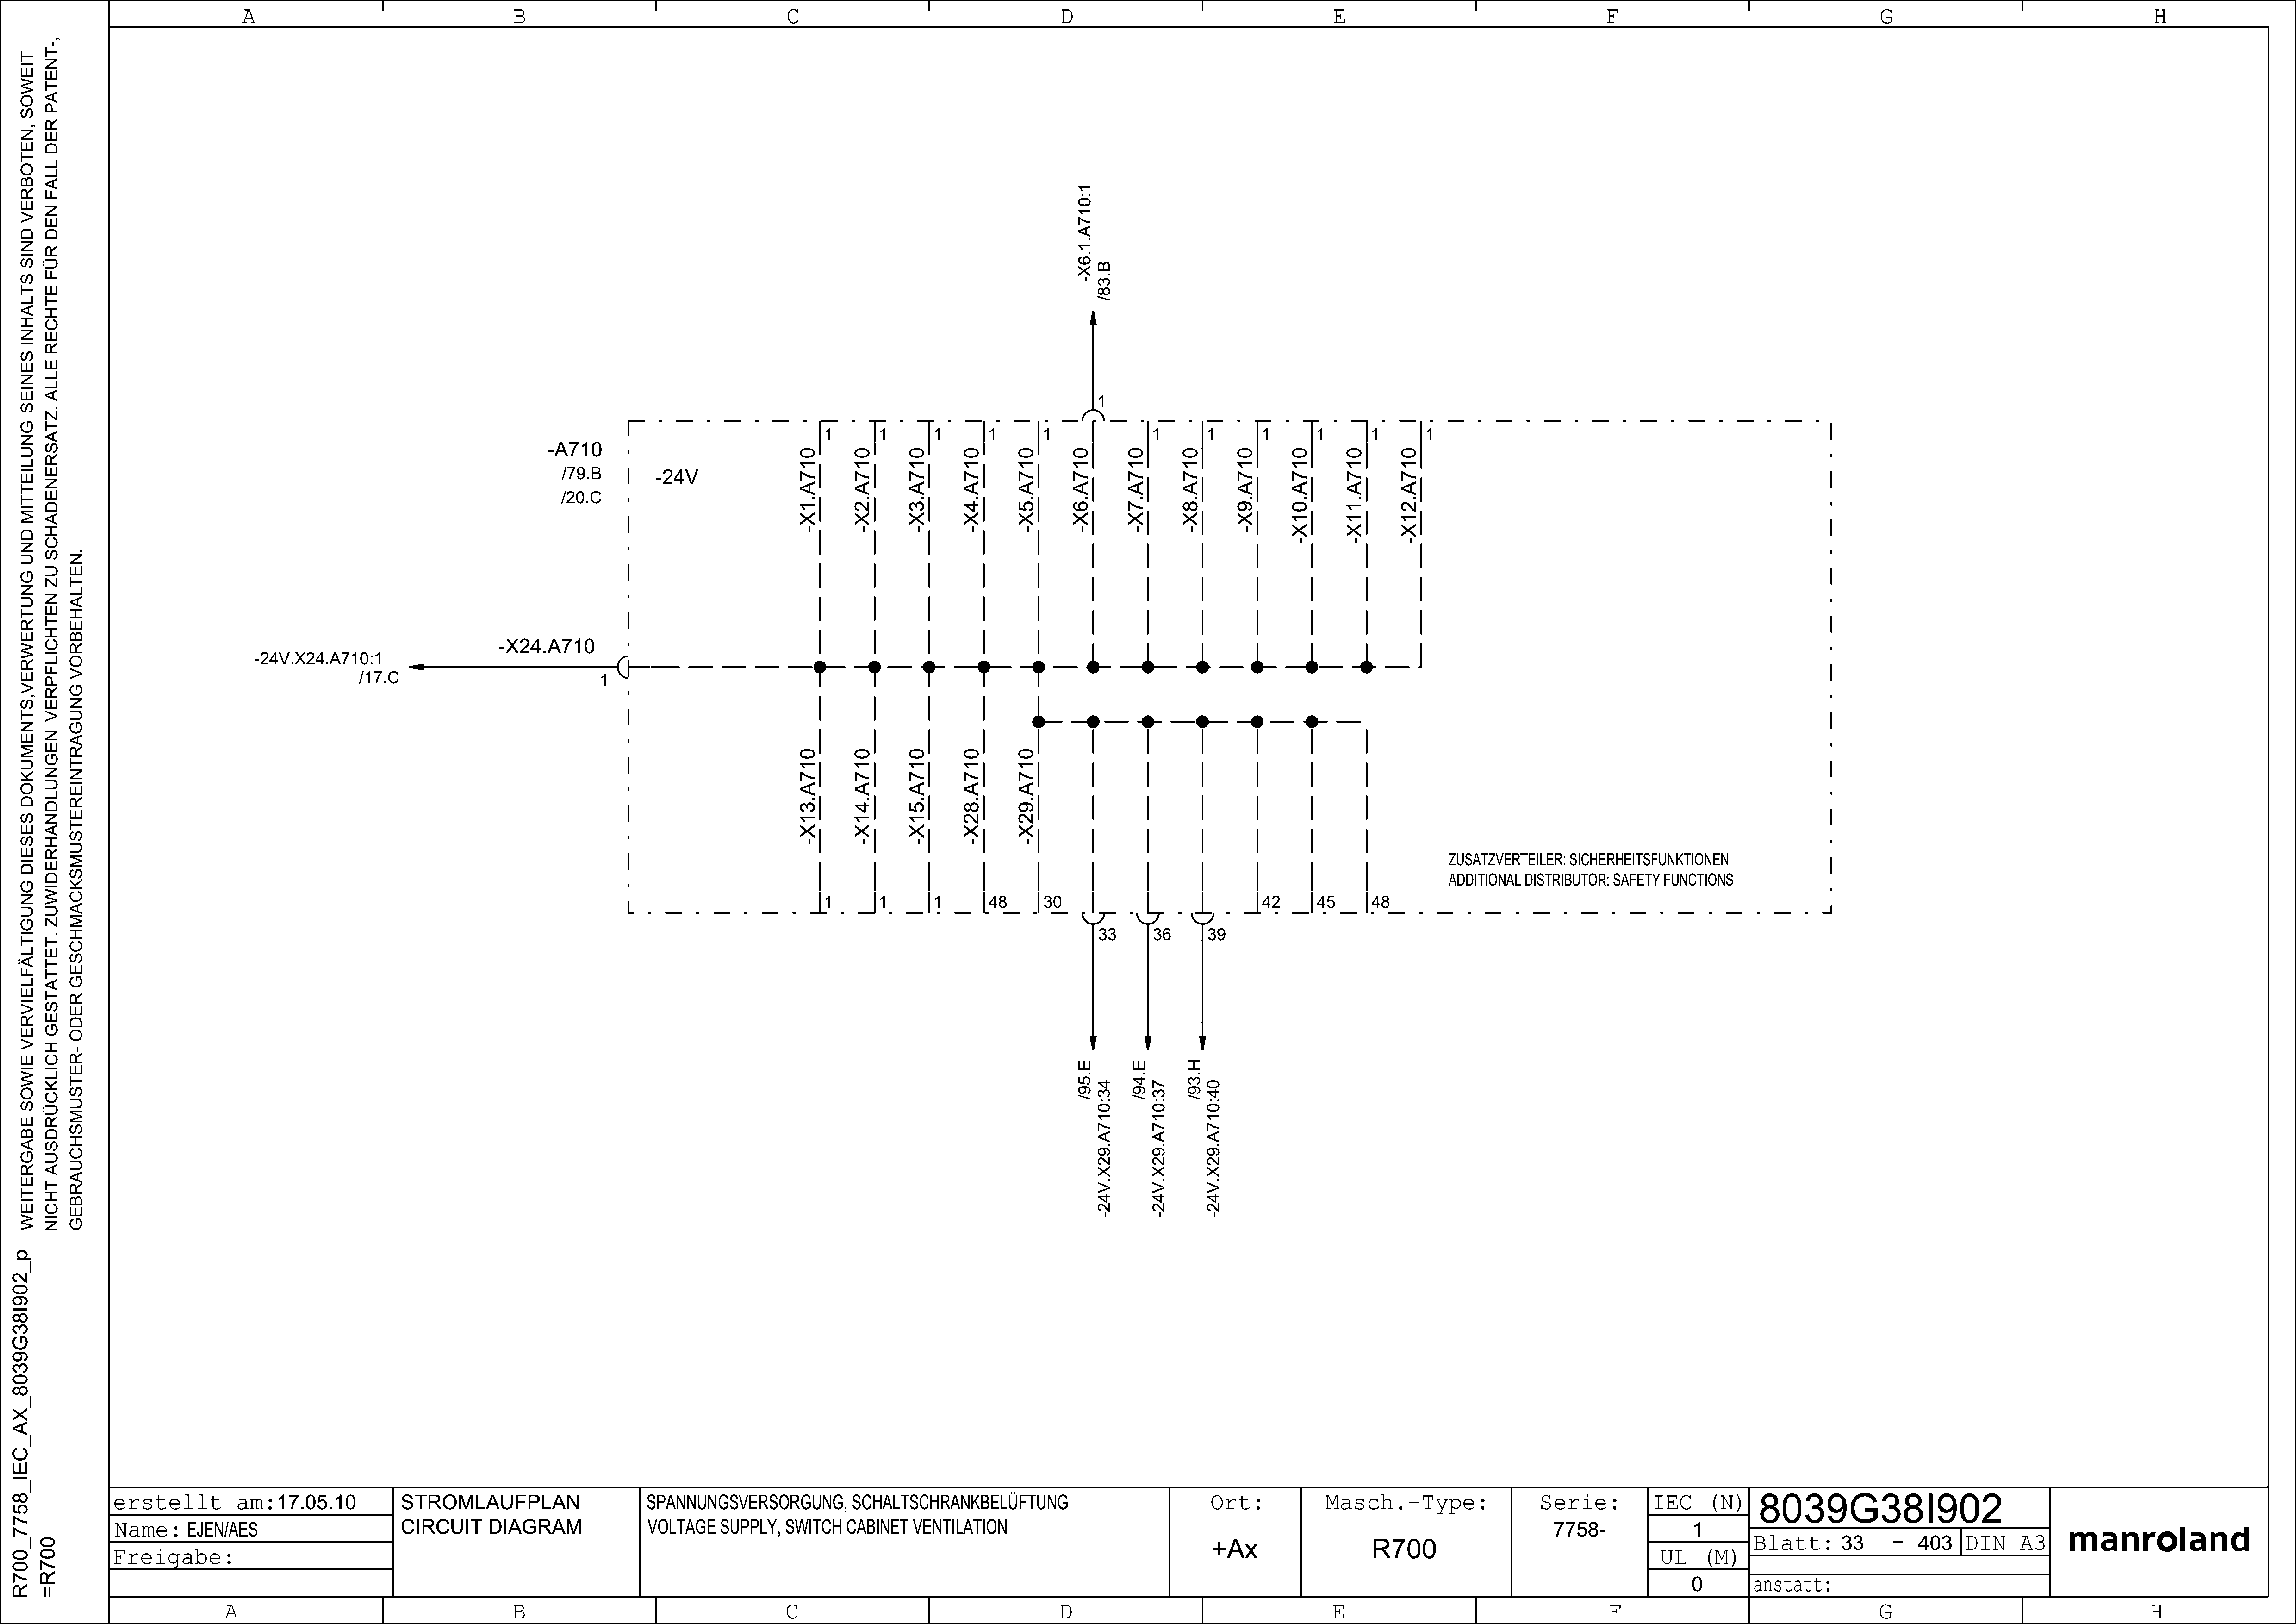 A B C D E F G H
WEITERGABE SOWIE VERVIELFÄLTIGUNG DIESES DOKUMENTS,VERWERTUNG UND MITTEILUNG SEINES INHALTS SIND VERBOTEN, SOWEIT
NICHT AUSDRÜCKLICH GESTATTET. ZUWIDERHANDLUNGEN VERPFLICHTEN ZU SCHADENERSATZ. ALLE RECHTE FÜR DEN FALL DER PATENT-,
GEBRAUCHSMUSTER- ODER GESCHMACKSMUSTEREINTRAGUNG VORBEHALTEN.
R700_7758_IEC_AX_8039G38I902_p
=R700
-X6.1.A710:1
/83.B
1
-A710
/79.B
/20.C
-24V
1 1 1 1 1 1 1 1 1 1 1
-X1.A710
-X2.A710
-X3.A710
-X4.A710
-X5.A710
-X6.A710
-X7.A710
-X8.A710
-X9.A710
-X10.A710
-X11.A710
-X12.A710
-X24.A710
-24V.X24.A710:1
/17.C
1
-X13.A710
-X14.A710
-X15.A710
-X28.A710
-X29.A710
ZUSATZVERTEILER: SICHERHEITSFUNKTIONEN
ADDITIONAL DISTRIBUTOR: SAFETY FUNCTIONS
1 1 1 48 30 42 45 48
33 36 39
/95.E
-24V.X29.A710:34
/94.E
-24V.X29.A710:37
/93.H
-24V.X29.A710:40
erstellt am:17.05.10
Name: EJEN/AES
Freigabe:
STROMLAUFPLAN
CIRCUIT DIAGRAM
SPANNUNGSVERSORGUNG, SCHALTSCHRANKBELÜFTUNG
VOLTAGE SUPPLY, SWITCH CABINET VENTILATION
Ort:
+Ax
Masch.-Type:
R700
Serie:
7758-
IEC (N)
1
UL (M)
0
8039G38I902
Blatt: 33 - 403 DIN A3
anstatt:
manroland
A B C D E F G H